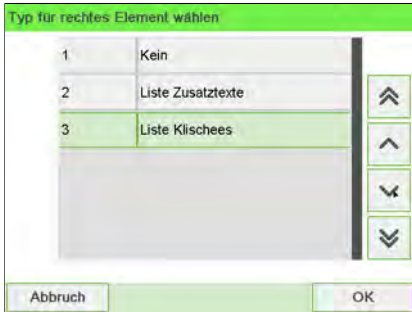 Typ für rechtes Element wählen
1 Kein
2 Liste Zusatztexte
3 Liste Klischees
Abbruch OK